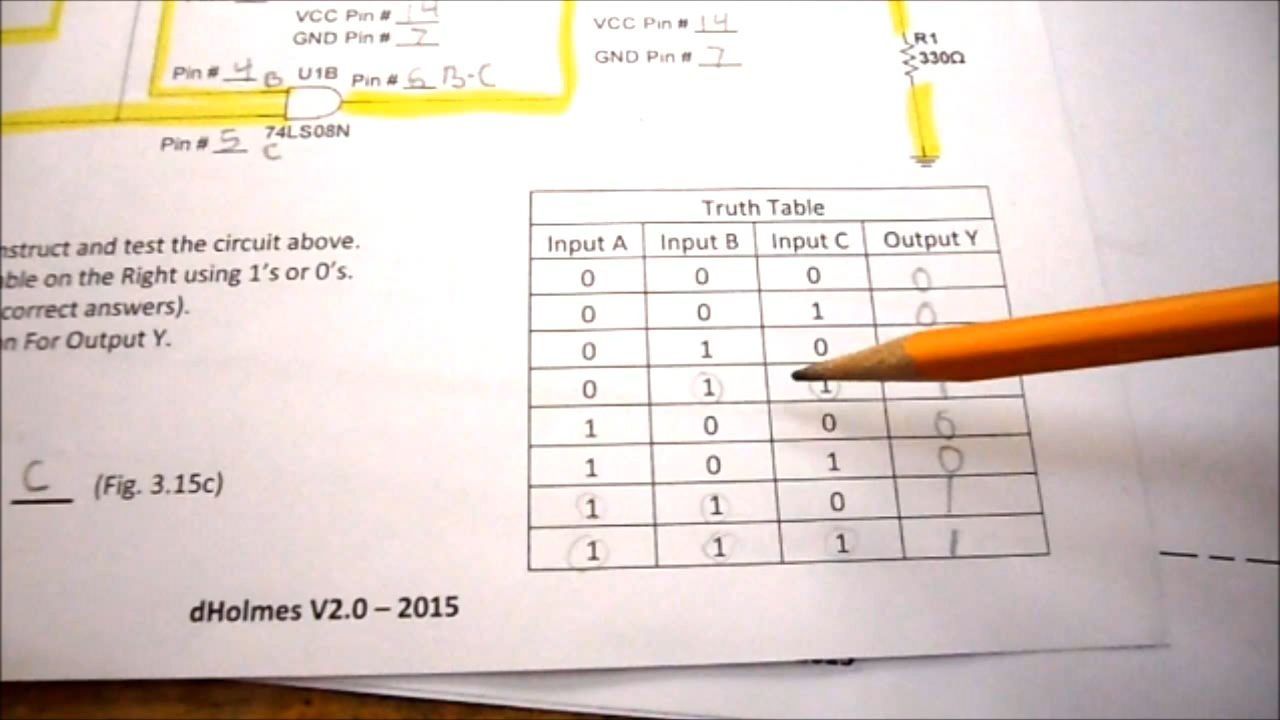 VCC Pin # 14
GND Pin # 7
VCC Pin # 14
GND Pin # 7
R1
330Ω
Pin # 4 B U1B Pin # 6 B·C
Pin # 5 74LS08N
C
nstruct and test the circuit above.
ble on the Right using 1's or 0's.
correct answers).
n For Output Y.
C (Fig. 3.15c)
Truth Table
Input A Input B Input C Output Y
0 0 0 0
0 0 1 0
0 1 0
0 1 1 1
1 0 0 0
1 0 1 0
1 1 0 1
1 1 1 1
dHolmes V2.0 – 2015